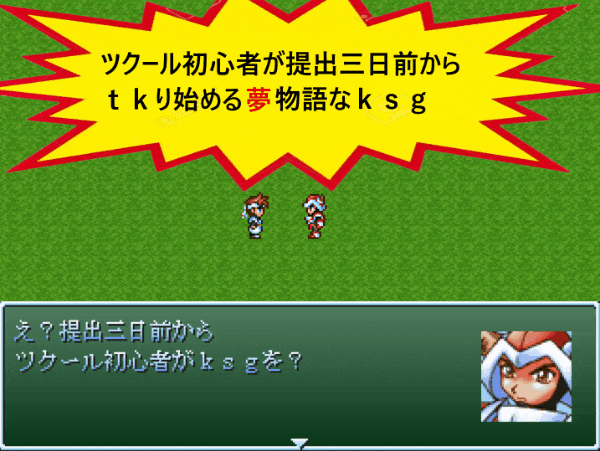 ツクール初心者が提出三日前から
ｔｋり始める夢物語なｋｓｇ
え？提出三日前から
ツクール初心者がｋｓｇを？